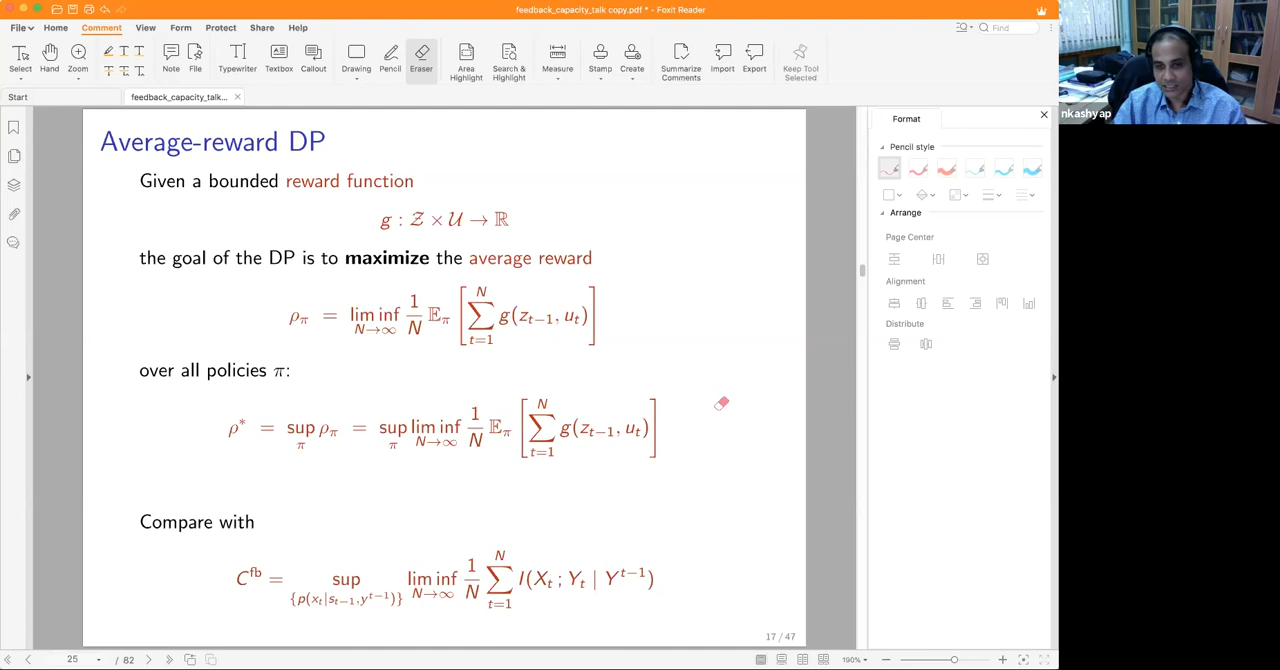 feedback_capacity_talk copy.pdf * - Foxit Reader
File Home Comment View Form Protect Share Help
Find
Select Hand Zoom Note File Typewriter Textbox Callout Drawing Pencil Eraser Area Highlight Search & Highlight Measure Stamp Create Summarize Comments Import Export Keep Tool Selected
Start feedback_capacity_talk...
nkashyap
Average-reward DP
Given a bounded reward function
g : 𝒵 × 𝒰 → ℝ
the goal of the DP is to maximize the average reward
ρ_π = lim inf_{N→∞} 1/N 𝔼_π [ ∑_{t=1}^{N} g(z_{t−1}, u_t) ]
over all policies π:
ρ* = sup_π ρ_π = sup_π lim inf_{N→∞} 1/N 𝔼_π [ ∑_{t=1}^{N} g(z_{t−1}, u_t) ]
Compare with
C^{fb} = sup_{{p(x_t|s_{t−1},y^{t−1})}} lim inf_{N→∞} 1/N ∑_{t=1}^{N} I(X_t ; Y_t | Y^{t−1})
17 / 47
Format
Pencil style
Arrange
Page Center
Alignment
Distribute
25 / 82
190%